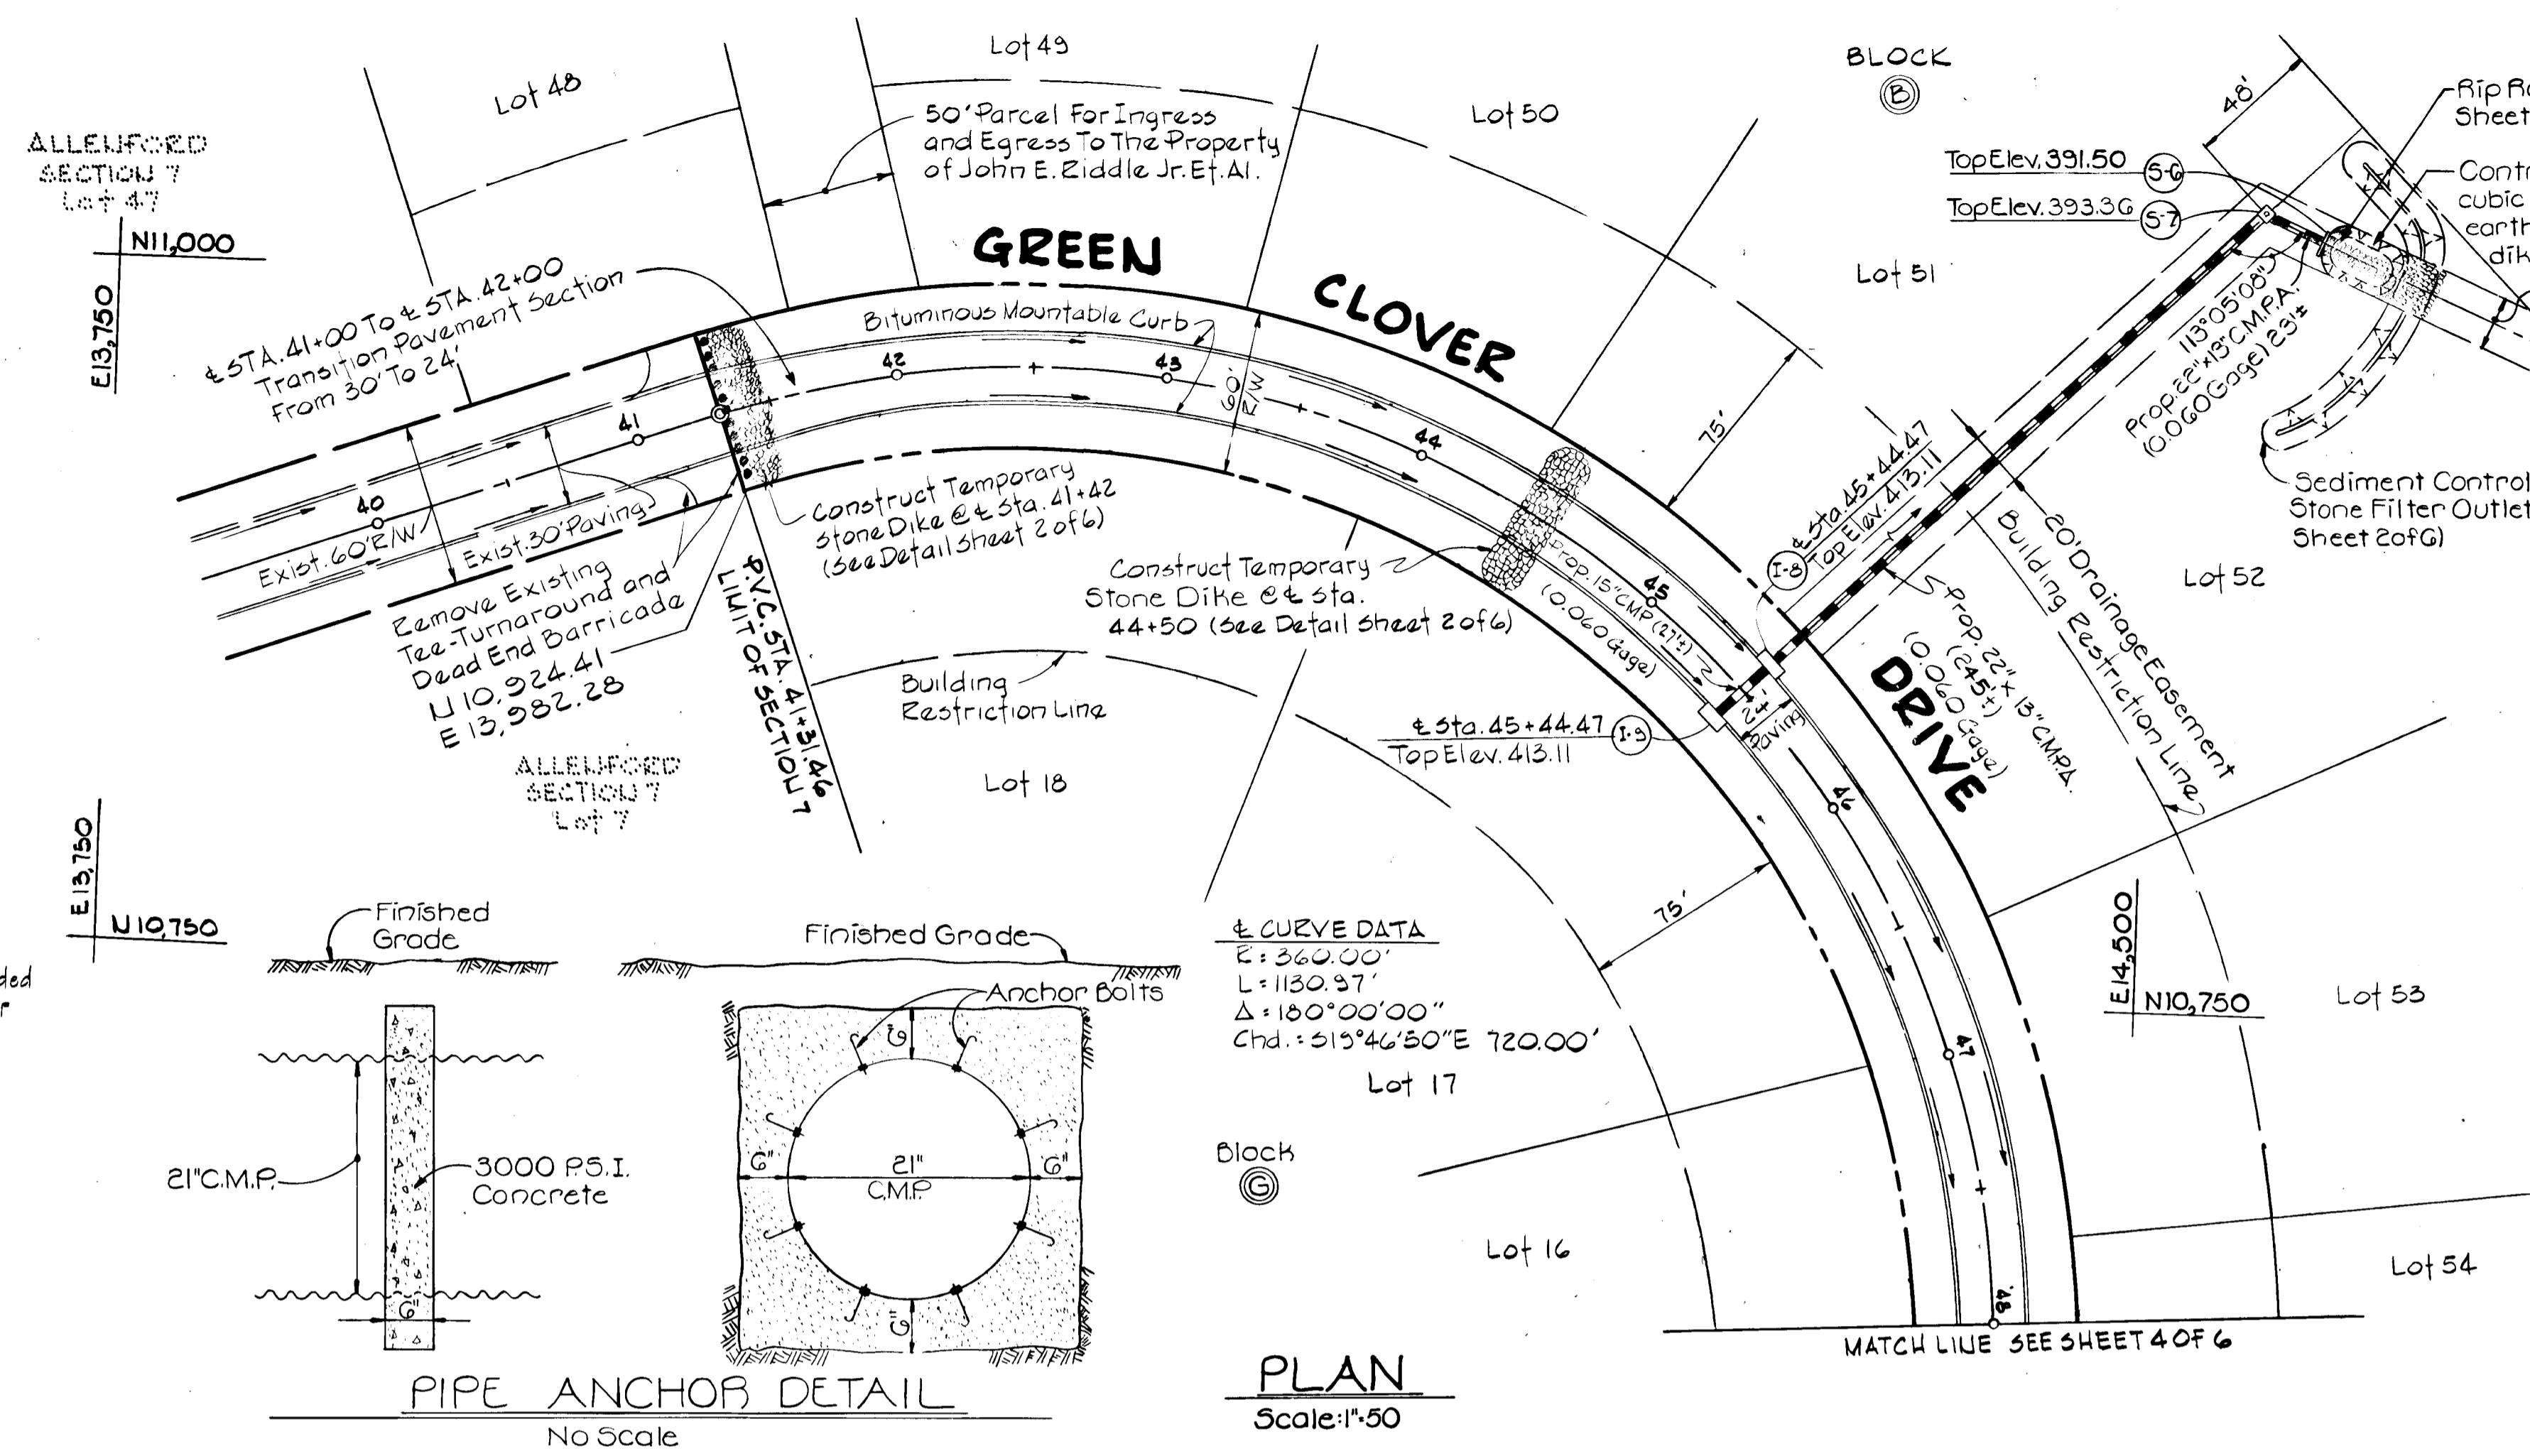 Lot 48
Lot 49
Lot 50
BLOCK
B
Lot 51
48'
Sheet
TopElev. 391.50
S-6
TopElev. 393.36
S-7
cubic
earth
ALLENFORD
SECTION 7
Lot 47
N11,000
E13,750
50' Parcel For Ingress
and Egress To The Property
of John E. Riddle Jr. Et. Al.
GREEN
CLOVER
DRIVE
℄ STA. 41+00 To ℄ STA. 42+00
Transition Pavement Section
From 30' To 24'
Bituminous Mountable Curb
40
41
42
43
44
45
46
47
48
60'
R/W
75'
Exist. 60' R/W
Exist. 30' Paving
Remove Existing
Tee-Turnaround and
Dead End Barricade
N 10,924.41
E 13,982.28
Construct Temporary
Stone Dike @ ℄ Sta. 41+42
(See Detail Sheet 2 of 6)
P.V.C. STA. 41+31.46
LIMIT OF SECTION 7
Construct Temporary
Stone Dike @ ℄ Sta.
44+50 (See Detail Sheet 2 of 6)
Prop. 15" CMP (27'±)
(0.060 Gage)
℄ Sta. 45+44.47
Top Elev. 413.11
I-8
℄ Sta. 45+44.47
Top Elev. 413.11
I-9
24'
Paving
113°05'08"
Prop. 22"x13" C.M.P.A.
(0.060 Gage) 231±
Sediment Control
Stone Filter Outlet
Sheet 2 of 6)
Lot 52
20' Drainage Easement
Building Restriction Line
Prop. 22" x 13" C.M.P.A.
(245'±)
(0.060 Gage)
Building
Restriction Line
Lot 18
ALLENFORD
SECTION 7
Lot 7
E13,750
N10,750
75'
℄ CURVE DATA
R = 360.00'
L = 1130.97'
Δ = 180°00'00"
Chd. = S19°46'50"E 720.00'
Lot 17
Block
G
Lot 16
E14,500
N10,750
Lot 53
Lot 54
MATCH LINE SEE SHEET 4 OF 6
Finished
Grade
Finished Grade
Anchor Bolts
21" C.M.P.
3000 P.S.I.
Concrete
6"
6"
6"
21"
C.M.P.
6"
6"
PIPE ANCHOR DETAIL
No Scale
PLAN
Scale: 1"=50